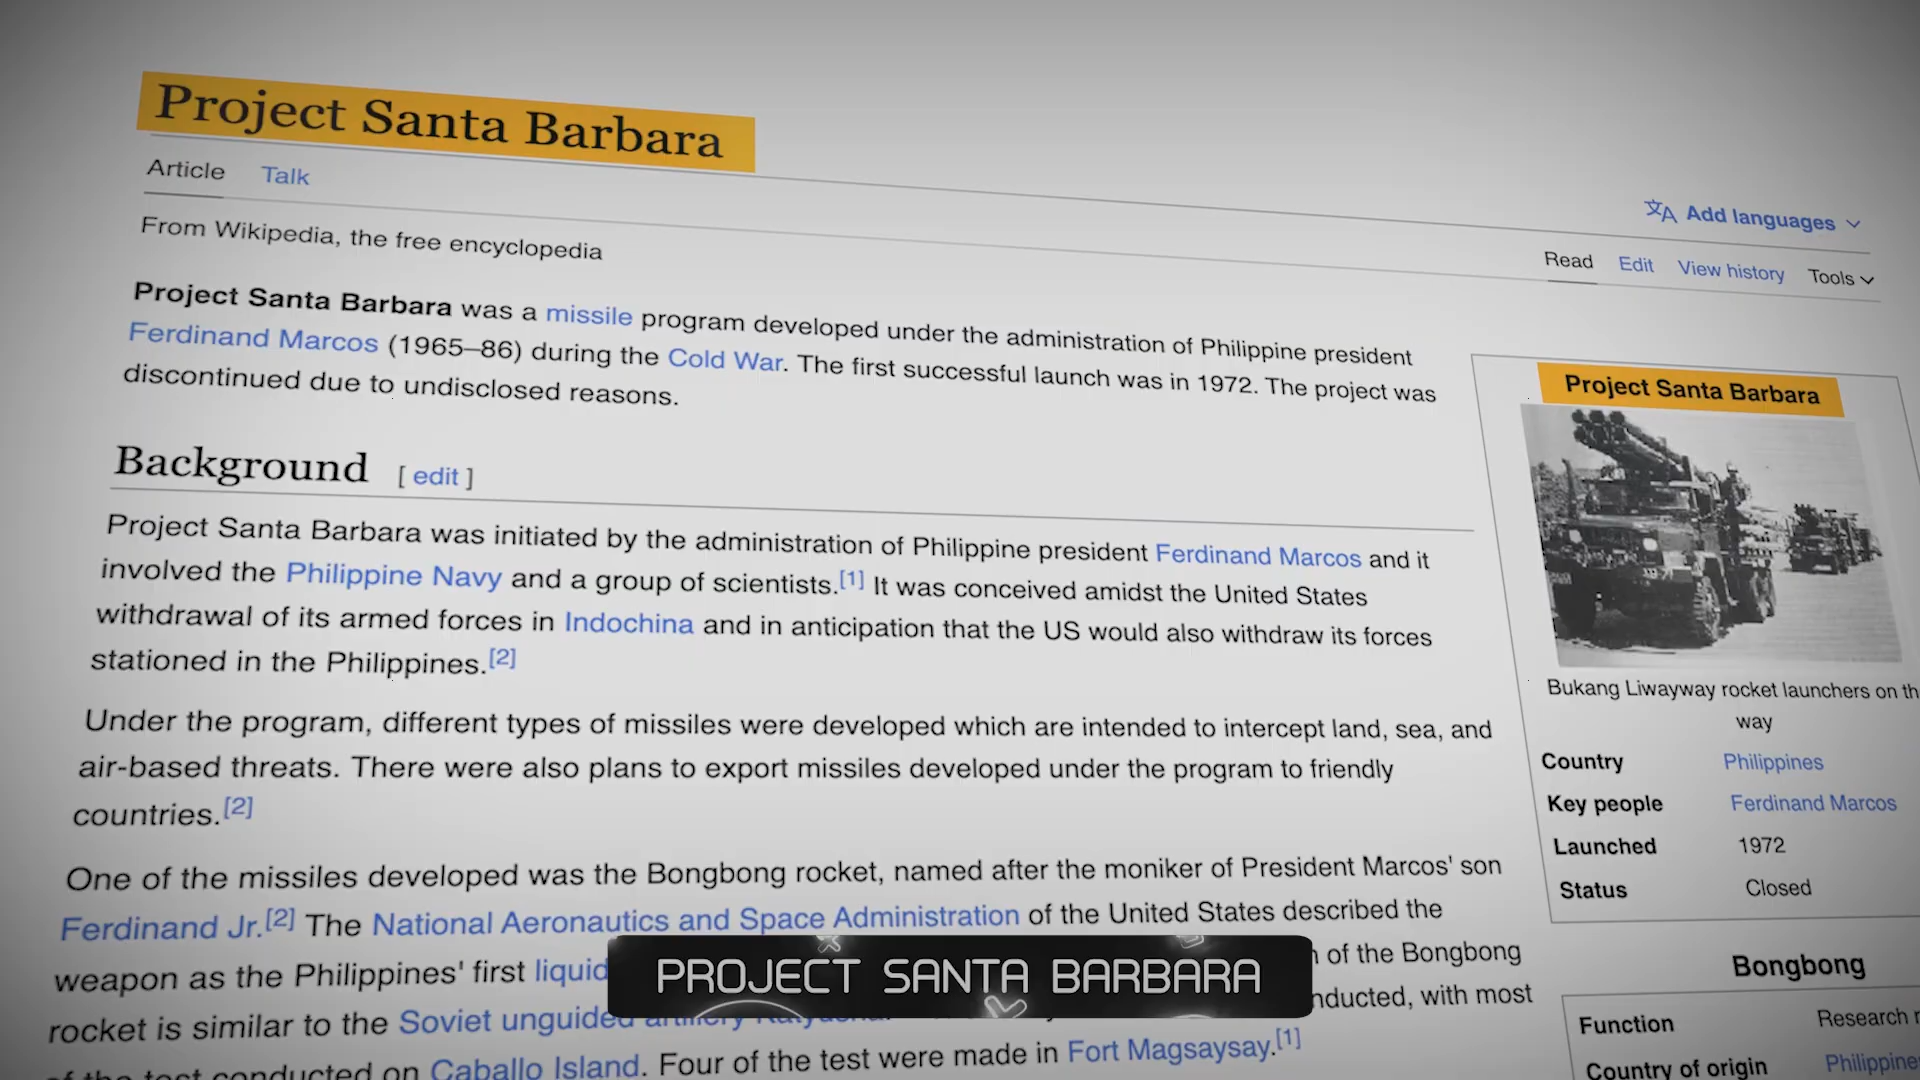 Project Santa Barbara
Article Talk
Add languages
From Wikipedia, the free encyclopedia
Read Edit View history Tools
Project Santa Barbara was a missile program developed under the administration of Philippine president
Ferdinand Marcos (1965–86) during the Cold War. The first successful launch was in 1972. The project was
discontinued due to undisclosed reasons.
Background [ edit ]
Project Santa Barbara was initiated by the administration of Philippine president Ferdinand Marcos and it
involved the Philippine Navy and a group of scientists.[1] It was conceived amidst the United States
withdrawal of its armed forces in Indochina and in anticipation that the US would also withdraw its forces
stationed in the Philippines.[2]
Under the program, different types of missiles were developed which are intended to intercept land, sea, and
air-based threats. There were also plans to export missiles developed under the program to friendly
countries.[2]
One of the missiles developed was the Bongbong rocket, named after the moniker of President Marcos' son
Ferdinand Jr.[2] The National Aeronautics and Space Administration of the United States described the
weapon as the Philippines' first liquid of the Bongbong
rocket is similar to the Soviet unguided artillery Katyusha. nducted, with most
of the test conducted on Caballo Island. Four of the test were made in Fort Magsaysay.[1]
Project Santa Barbara
Bukang Liwayway rocket launchers on th
way
Country Philippines
Key people Ferdinand Marcos
Launched 1972
Status Closed
Bongbong
Function Research r
Country of origin Philippine
PROJECT SANTA BARBARA